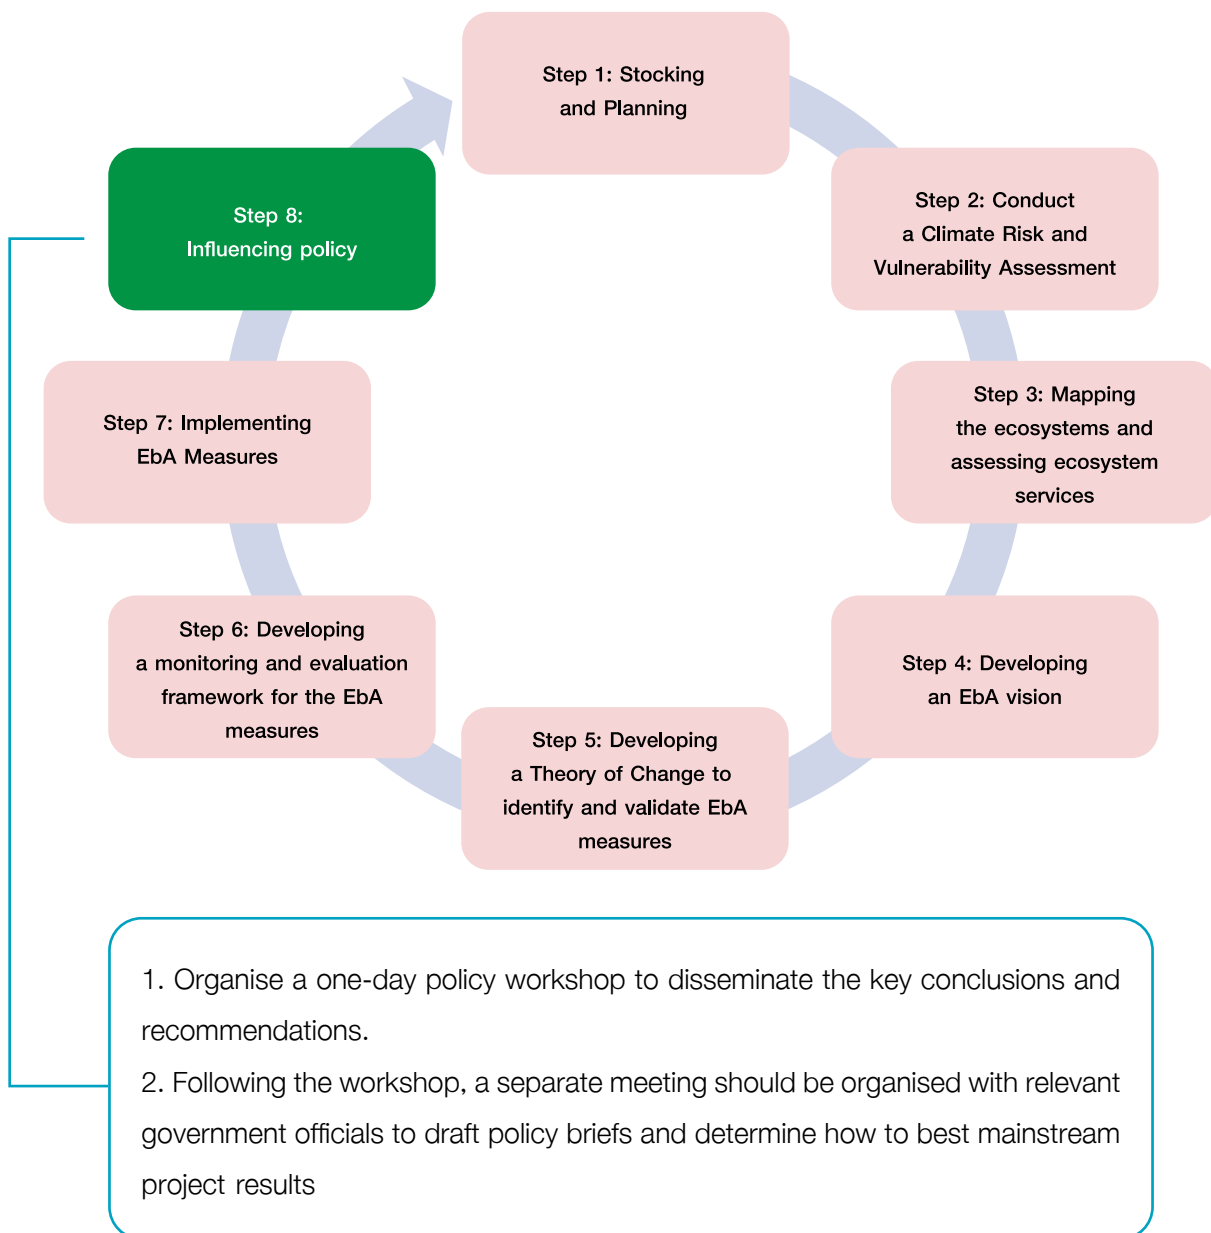 Step 1: Stocking
and Planning
Step 2: Conduct
a Climate Risk and
Vulnerability Assessment
Step 3: Mapping
the ecosystems and
assessing ecosystem
services
Step 4: Developing
an EbA vision
Step 5: Developing
a Theory of Change to
identify and validate EbA
measures
Step 6: Developing
a monitoring and evaluation
framework for the EbA
measures
Step 7: Implementing
EbA Measures
Step 8:
Influencing policy
1. Organise a one-day policy workshop to disseminate the key conclusions and
recommendations.
2. Following the workshop, a separate meeting should be organised with relevant
government officials to draft policy briefs and determine how to best mainstream
project results